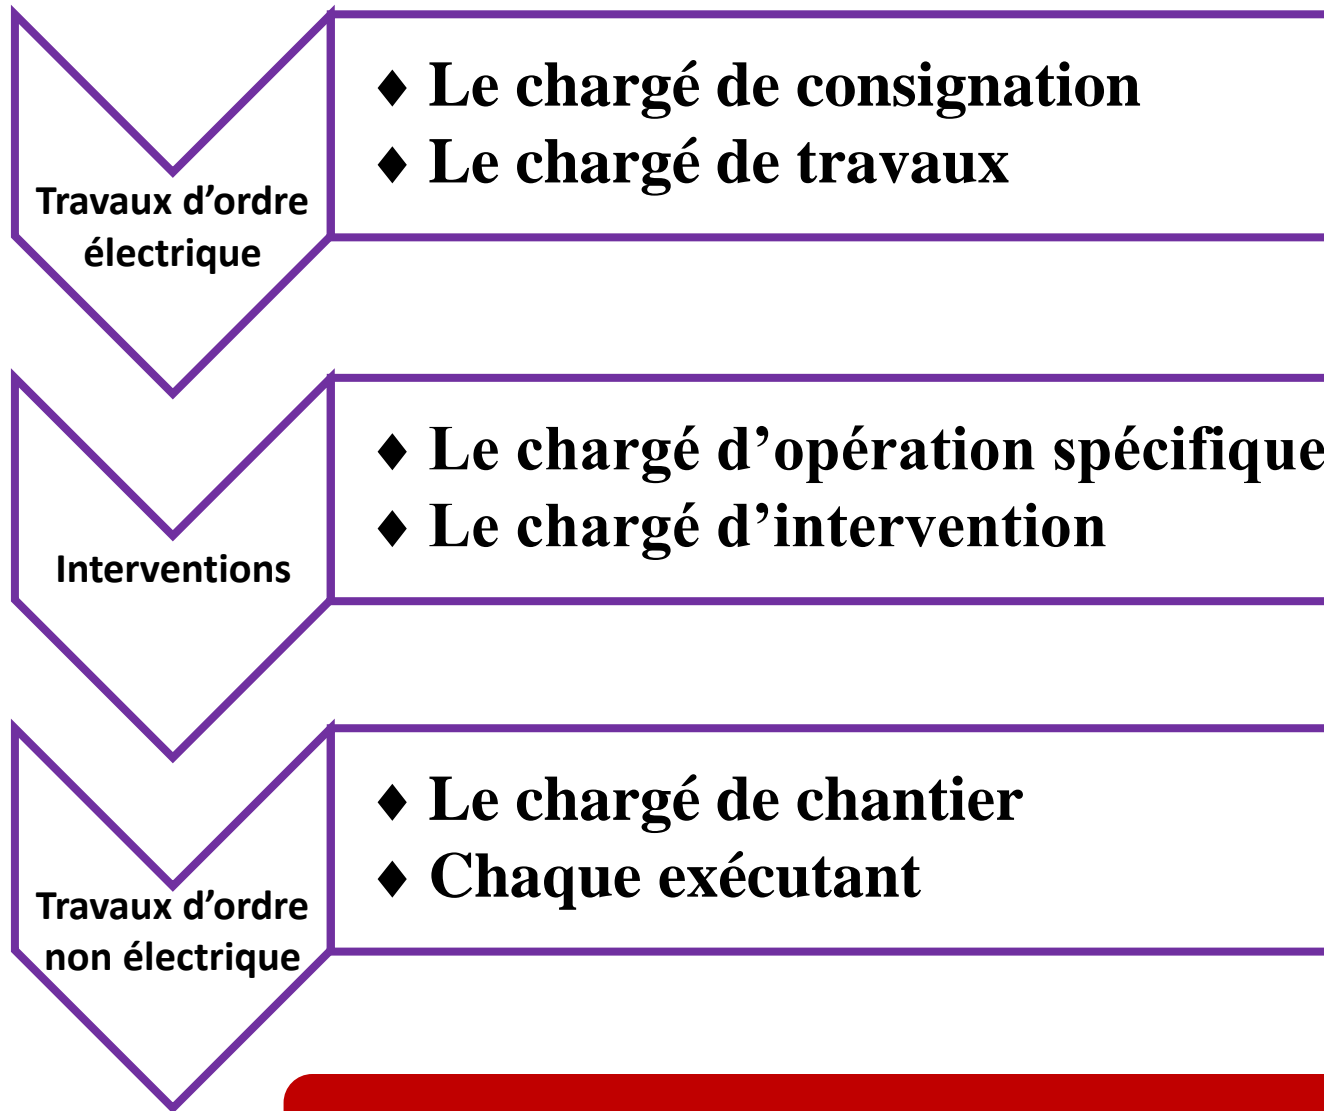 Travaux d’ordre
électrique
♦ Le chargé de consignation
♦ Le chargé de travaux
Interventions
♦ Le chargé d’opération spécifique
♦ Le chargé d’intervention
Travaux d’ordre
non électrique
♦ Le chargé de chantier
♦ Chaque exécutant